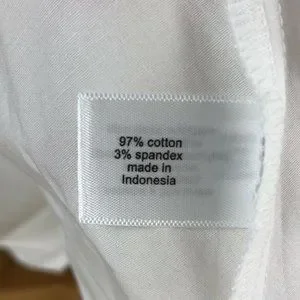 97% cotton
3% spandex
made in
Indonesia